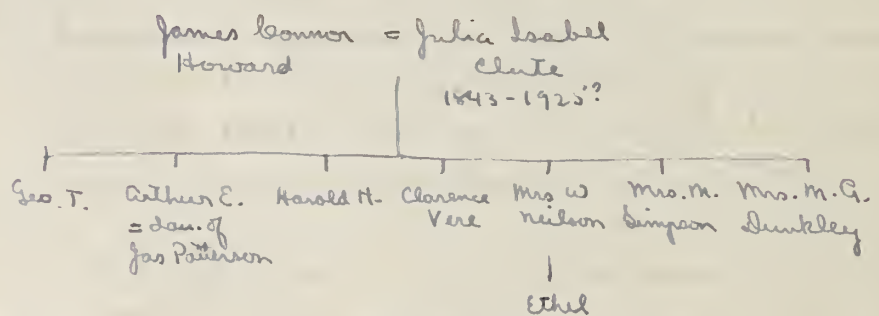 James Connor = Julia Isabel
Howard Clute
1843-1925?
Geo. T. Arthur E. Harold H. Clarence Mrs W Mrs. M. Mrs. M. G.
= dau. of Vere Neilson Simpson Dunkley
Jas Patterson
Ethel